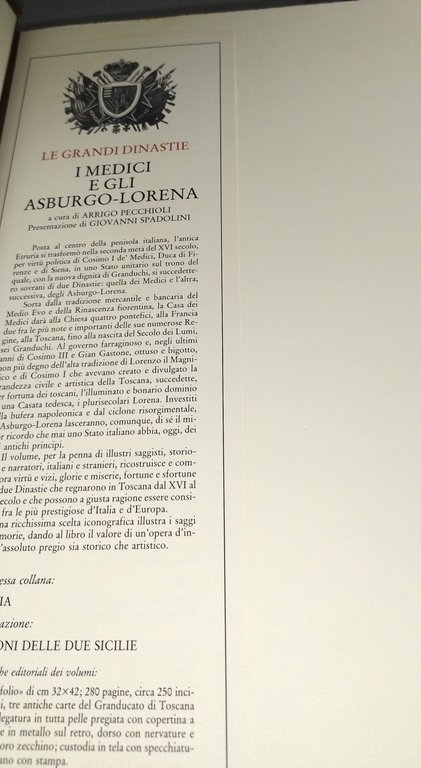 LE GRANDI DINASTIE
I MEDICI
E GLI
ASBURGO-LORENA
a cura di ARRIGO PECCHIOLI
Presentazione di GIOVANNI SPADOLINI
Posta al centro della penisola italiana, l'antica
Etruria si trasformò nella seconda metà del XVI secolo,
per virtù politica di Cosimo I de' Medici, Duca di Fi-
renze e di Siena, in uno Stato unitario sul trono del
quale, con la nuova dignità di Granduchi, si succedette-
ro sovrani di due Dinastie: quella dei Medici e l'altra,
successiva, degli Asburgo-Lorena.
Sorta dalla tradizione mercantile e bancaria del
Medio Evo e della Rinascenza fiorentina, la Casa dei
Medici darà alla Chiesa quattro pontefici, alla Francia
due fra le più note e importanti delle sue numerose Re-
gine, alla Toscana, fino alla nascita del Secolo dei Lumi,
sei Granduchi. Al governo farraginoso e, negli ultimi
anni di Cosimo III e Gian Gastone, ottuso e bigotto,
non più degno dell'alta tradizione di Lorenzo il Magni-
co e di Cosimo I che avevano creato e divulgato la
randezza civile e artistica della Toscana, succedette,
er fortuna dei toscani, l'illuminato e bonario dominio
una Casata tedesca, i plurisecolari Lorena. Investiti
lla bufera napoleonica e dal ciclone risorgimentale,
Asburgo-Lorena lasceranno, comunque, di sé il mi-
or ricordo che mai uno Stato italiano abbia, oggi, dei
i antichi principi.
Il volume, per la penna di illustri saggisti, storio-
e narratori, italiani e stranieri, ricostruisce e com-
ora virtù e vizi, glorie e miserie, fortune e sfortune
due Dinastie che regnarono in Toscana dal XVI al
secolo e che possono a giusta ragione essere consi-
fra le più prestigiose d'Italia e d'Europa.
na ricchissima scelta iconografica illustra i saggi
morie, dando al libro il valore di un'opera d'in-
'assoluto pregio sia storico che artistico.
essa collana:
IA
azione:
ONI DELLE DUE SICILIE
he editoriali dei volumi:
folio» di cm 32×42; 280 pagine, circa 250 inci-
i, tre antiche carte del Granducato di Toscana
legatura in tutta pelle pregiata con copertina a
e in metallo sul retro, dorso con nervature e
oro zecchino; custodia in tela con specchiatu-
ano con stampa.